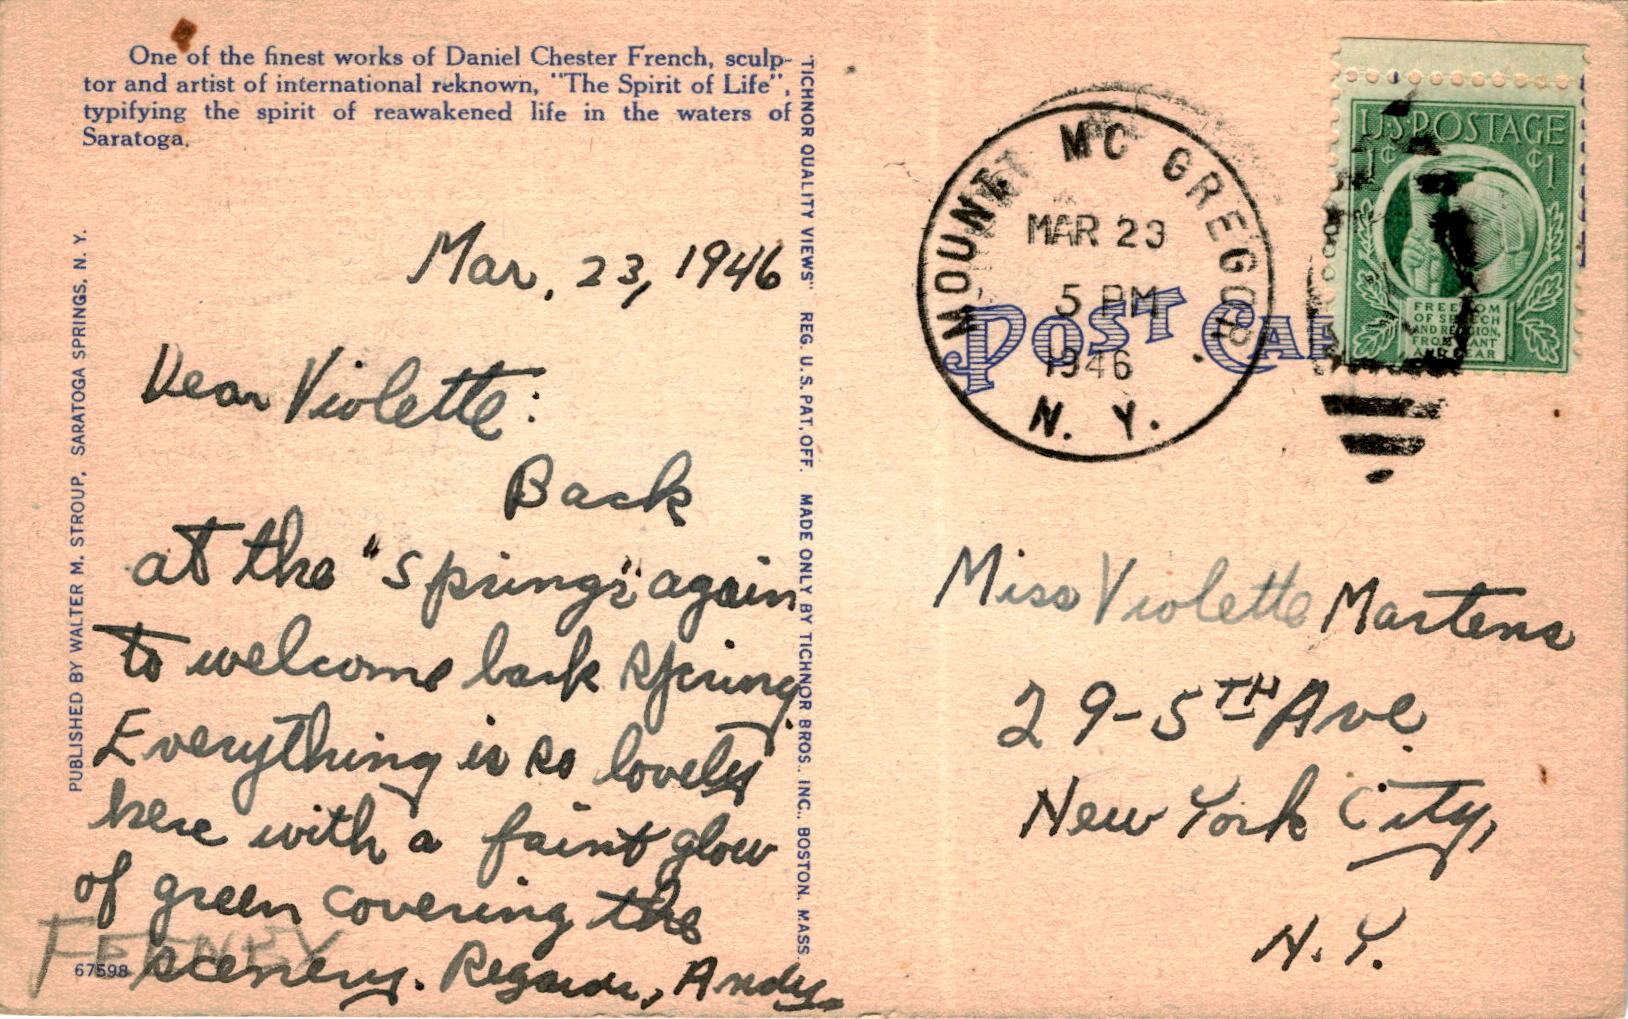 One of the finest works of Daniel Chester French, sculp-
tor and artist of international reknown, "The Spirit of Life",
typifying the spirit of reawakened life in the waters of
Saratoga.
PUBLISHED BY WALTER M. STROUP, SARATOGA SPRINGS, N. Y.
"TICHNOR QUALITY VIEWS" REG. U. S. PAT. OFF. MADE ONLY BY TICHNOR BROS., INC., BOSTON, MASS.
Mar. 23, 1946
Dear Violette:
Back
at the "springs" again
to welcome back spring.
Everything is so lovely
here with a faint glow
of green covering the
scenery. Regards, Andy.
FEENEY
67598
POST CAR
MOUNT MC GREGOR
MAR 23
5 PM
1946
N. Y.
U.S. POSTAGE
1¢ ¢1
FREEDOM
OF SPEECH
AND RELIGION,
FROM WANT
AND FEAR
Miss Violette Martens
29-5TH Ave.
New York City,
N.Y.